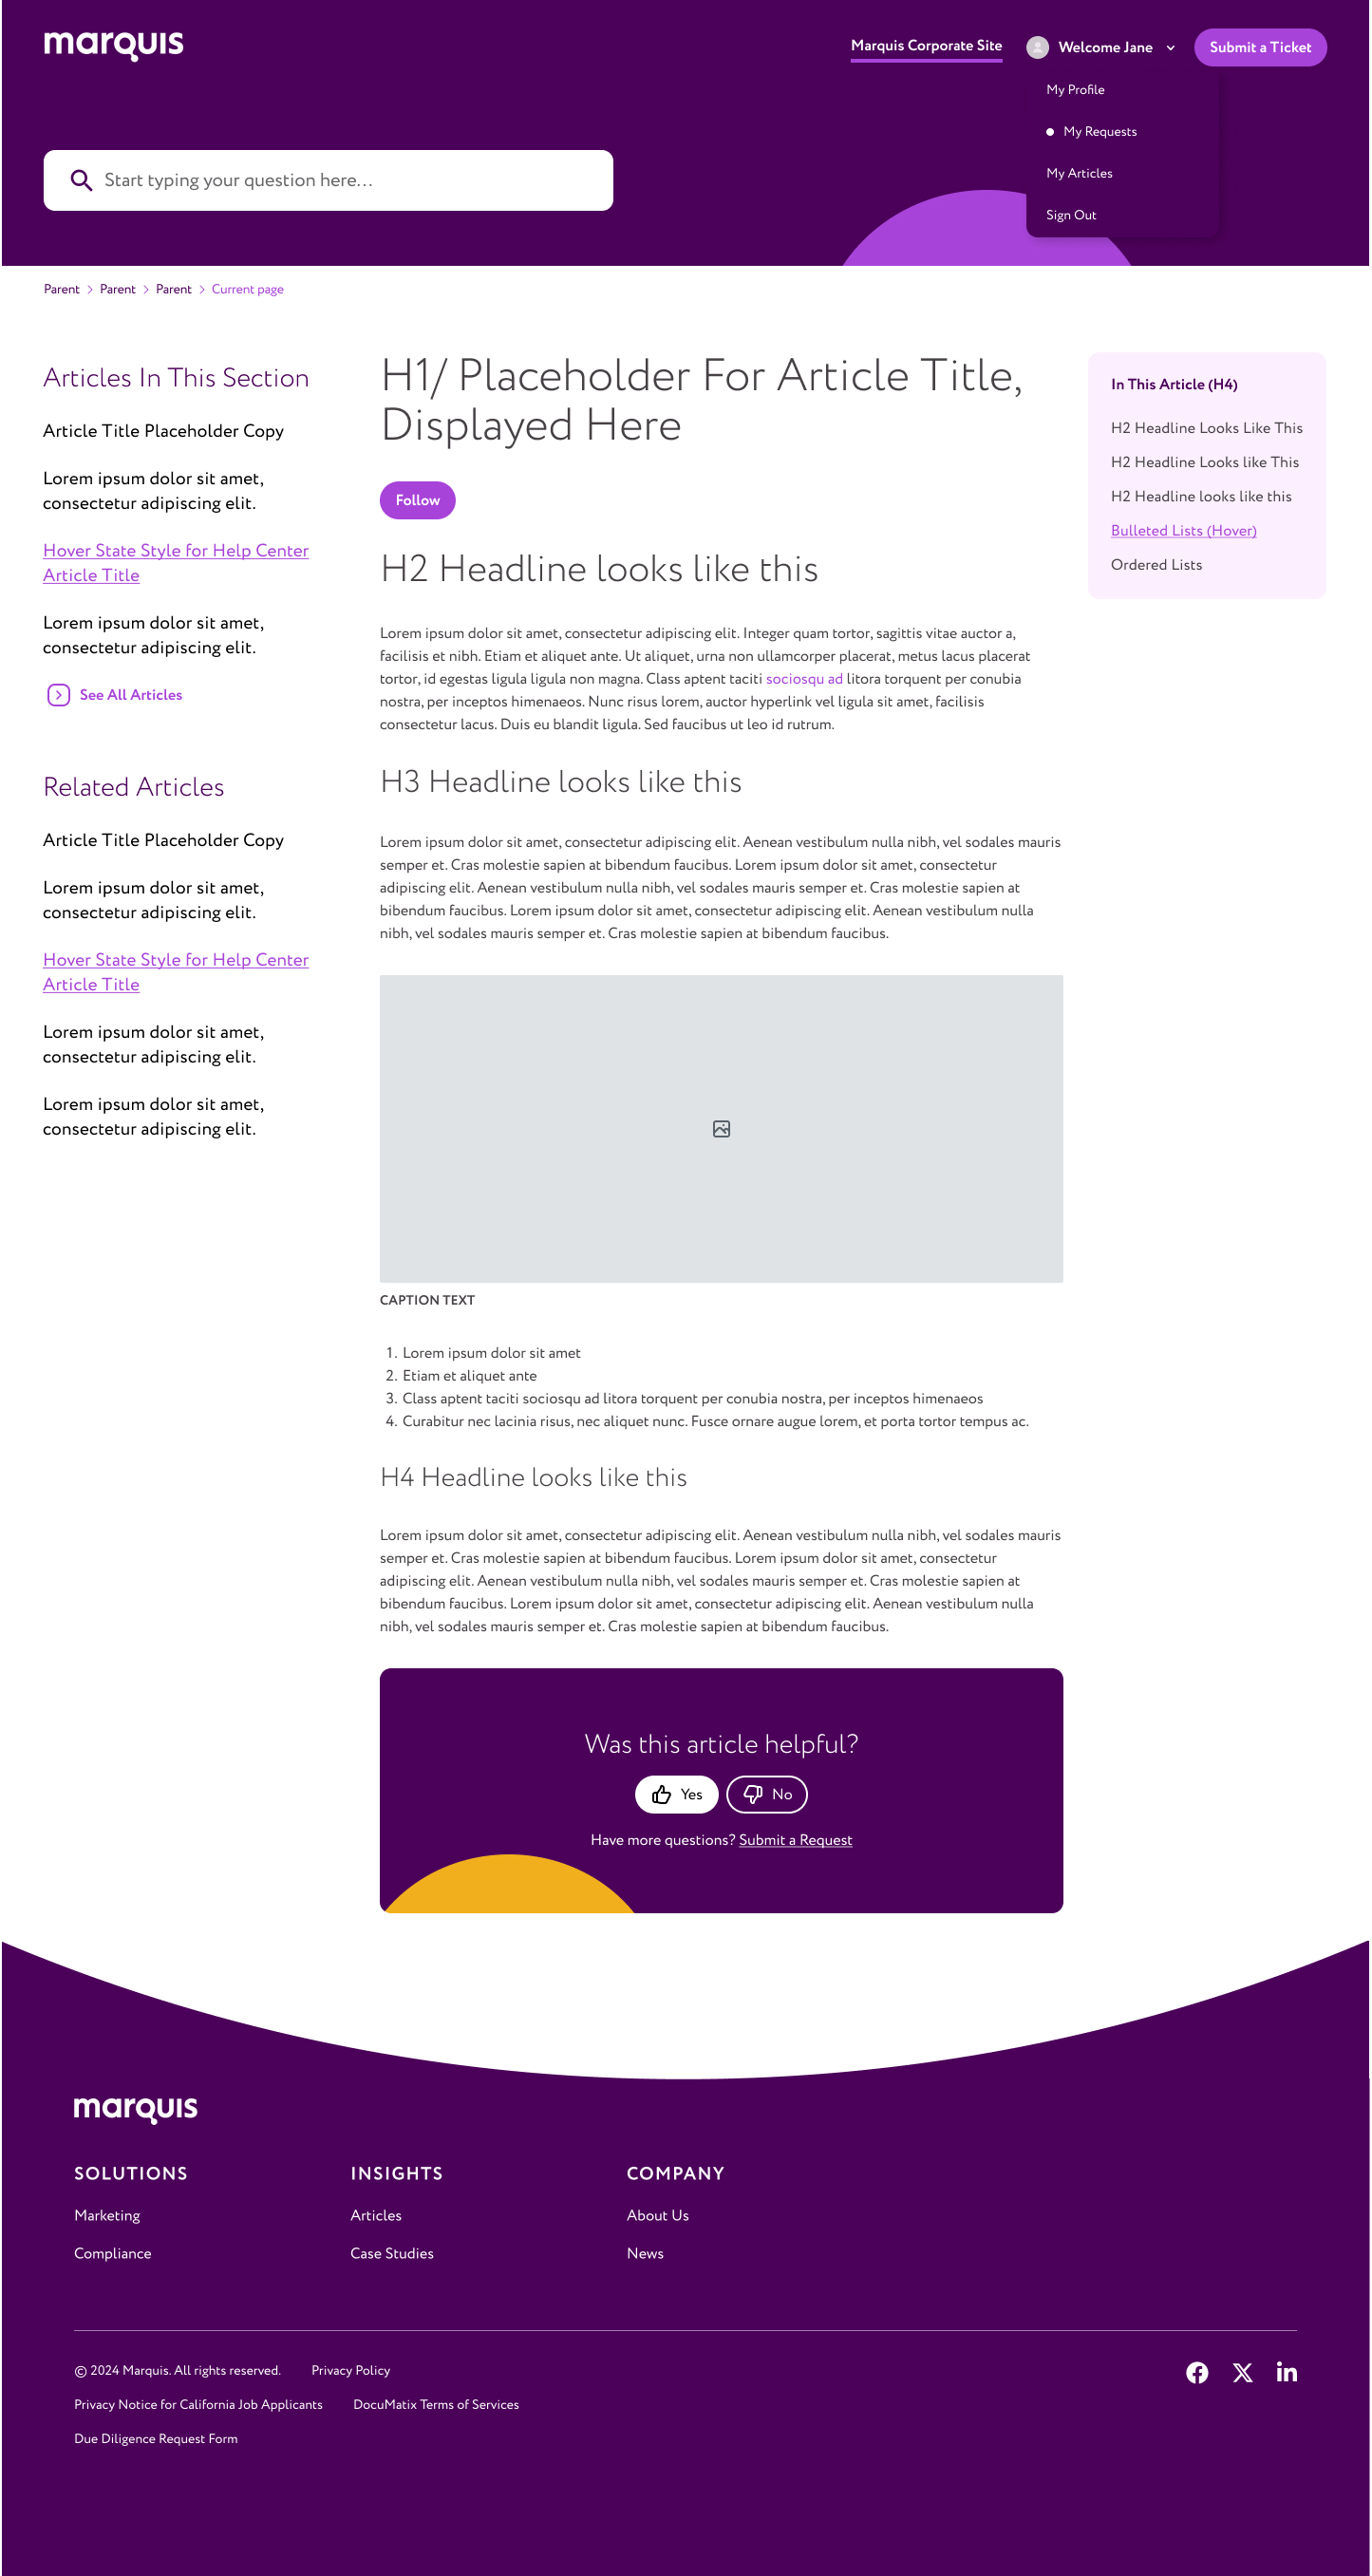 marquis
Marquis Corporate Site
Welcome Jane
Submit a Ticket
My Profile
My Requests
My Articles
Sign Out
Start typing your question here...
Parent
Parent
Parent
Current page
Articles In This Section
Article Title Placeholder Copy
Lorem ipsum dolor sit amet,
consectetur adipiscing elit.
Hover State Style for Help Center
Article Title
Lorem ipsum dolor sit amet,
consectetur adipiscing elit.
See All Articles
Related Articles
Article Title Placeholder Copy
Lorem ipsum dolor sit amet,
consectetur adipiscing elit.
Hover State Style for Help Center
Article Title
Lorem ipsum dolor sit amet,
consectetur adipiscing elit.
Lorem ipsum dolor sit amet,
consectetur adipiscing elit.
H1/ Placeholder For Article Title,
Displayed Here
Follow
H2 Headline looks like this
Lorem ipsum dolor sit amet, consectetur adipiscing elit. Integer quam tortor, sagittis vitae auctor a,
facilisis et nibh. Etiam et aliquet ante. Ut aliquet, urna non ullamcorper placerat, metus lacus placerat
tortor, id egestas ligula ligula non magna. Class aptent taciti sociosqu ad litora torquent per conubia
nostra, per inceptos himenaeos. Nunc risus lorem, auctor hyperlink vel ligula sit amet, facilisis
consectetur lacus. Duis eu blandit ligula. Sed faucibus ut leo id rutrum.
H3 Headline looks like this
Lorem ipsum dolor sit amet, consectetur adipiscing elit. Aenean vestibulum nulla nibh, vel sodales mauris
semper et. Cras molestie sapien at bibendum faucibus. Lorem ipsum dolor sit amet, consectetur
adipiscing elit. Aenean vestibulum nulla nibh, vel sodales mauris semper et. Cras molestie sapien at
bibendum faucibus. Lorem ipsum dolor sit amet, consectetur adipiscing elit. Aenean vestibulum nulla
nibh, vel sodales mauris semper et. Cras molestie sapien at bibendum faucibus.
CAPTION TEXT
1. Lorem ipsum dolor sit amet
2. Etiam et aliquet ante
3. Class aptent taciti sociosqu ad litora torquent per conubia nostra, per inceptos himenaeos
4. Curabitur nec lacinia risus, nec aliquet nunc. Fusce ornare augue lorem, et porta tortor tempus ac.
H4 Headline looks like this
Lorem ipsum dolor sit amet, consectetur adipiscing elit. Aenean vestibulum nulla nibh, vel sodales mauris
semper et. Cras molestie sapien at bibendum faucibus. Lorem ipsum dolor sit amet, consectetur
adipiscing elit. Aenean vestibulum nulla nibh, vel sodales mauris semper et. Cras molestie sapien at
bibendum faucibus. Lorem ipsum dolor sit amet, consectetur adipiscing elit. Aenean vestibulum nulla
nibh, vel sodales mauris semper et. Cras molestie sapien at bibendum faucibus.
Was this article helpful?
Yes
No
Have more questions? Submit a Request
In This Article (H4)
H2 Headline Looks Like This
H2 Headline Looks like This
H2 Headline looks like this
Bulleted Lists (Hover)
Ordered Lists
marquis
SOLUTIONS
Marketing
Compliance
INSIGHTS
Articles
Case Studies
COMPANY
About Us
News
© 2024 Marquis. All rights reserved.
Privacy Policy
Privacy Notice for California Job Applicants
DocuMatix Terms of Services
Due Diligence Request Form